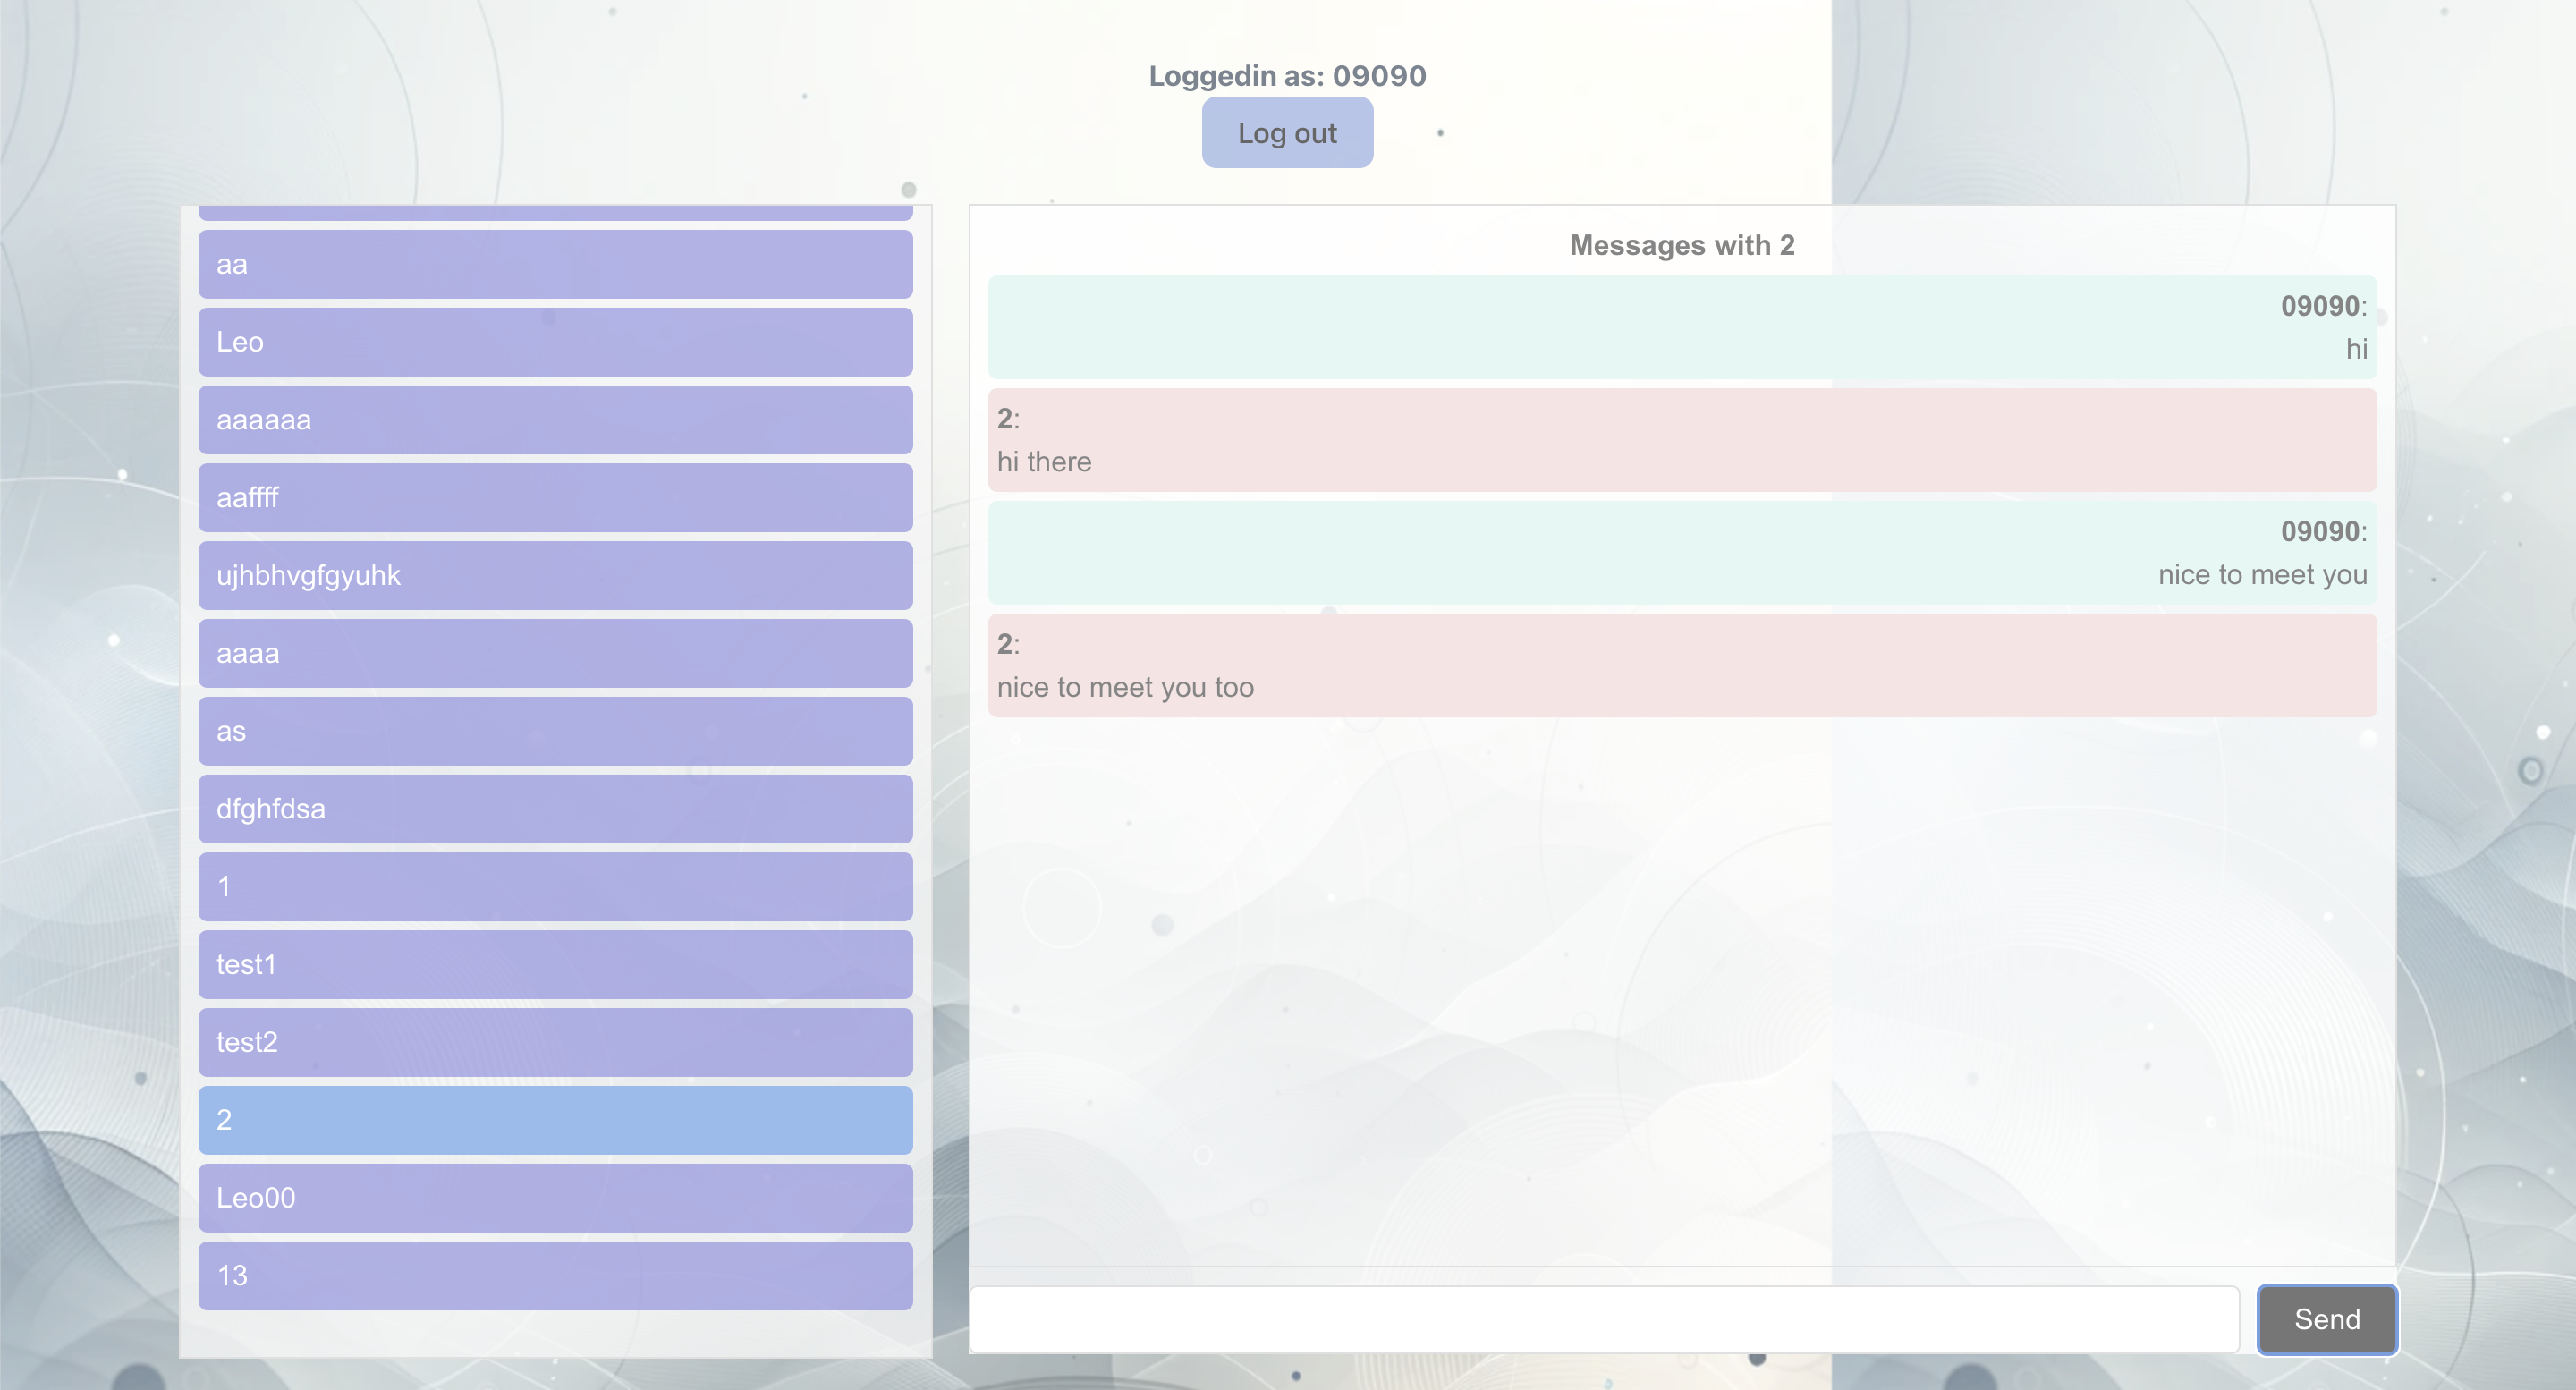 Loggedin as: 09090
Log out
aa
Leo
aaaaaa
aaffff
ujhbhvgfgyuhk
aaaa
as
dfghfdsa
1
test1
test2
2
Leo00
13
Messages with 2
09090:
hi
2:
hi there
09090:
nice to meet you
2:
nice to meet you too
Send